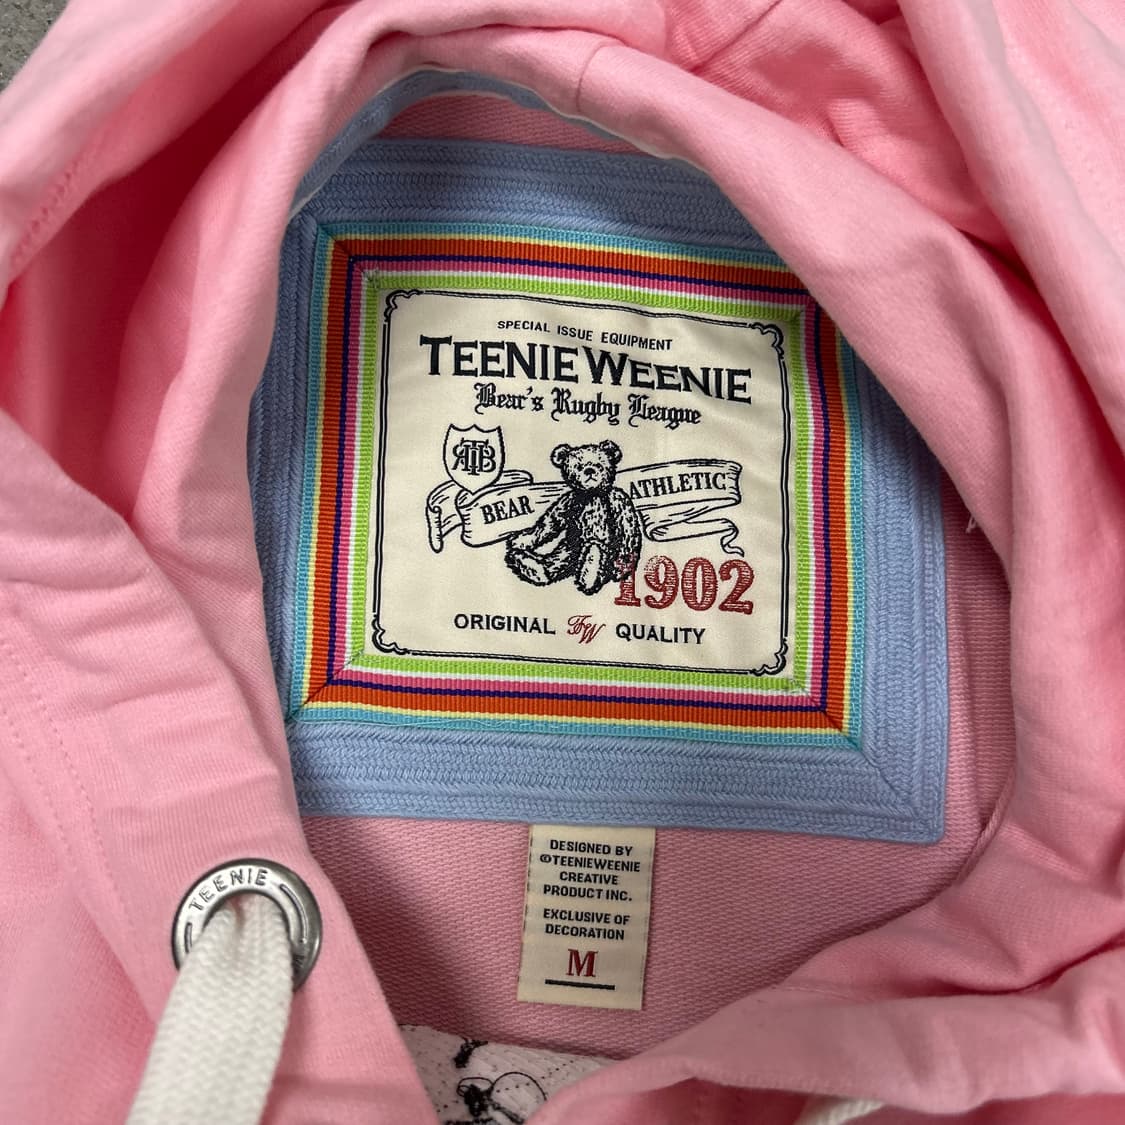 SPECIAL ISSUE EQUIPMENT
TEENIE WEENIE
Bear's Rugby League
BEAR
ATHLETIC
1902
ORIGINAL TW QUALITY
DESIGNED BY
©TEENIEWEENIE
CREATIVE
PRODUCT INC.
EXCLUSIVE OF
DECORATION
M
TEENIE